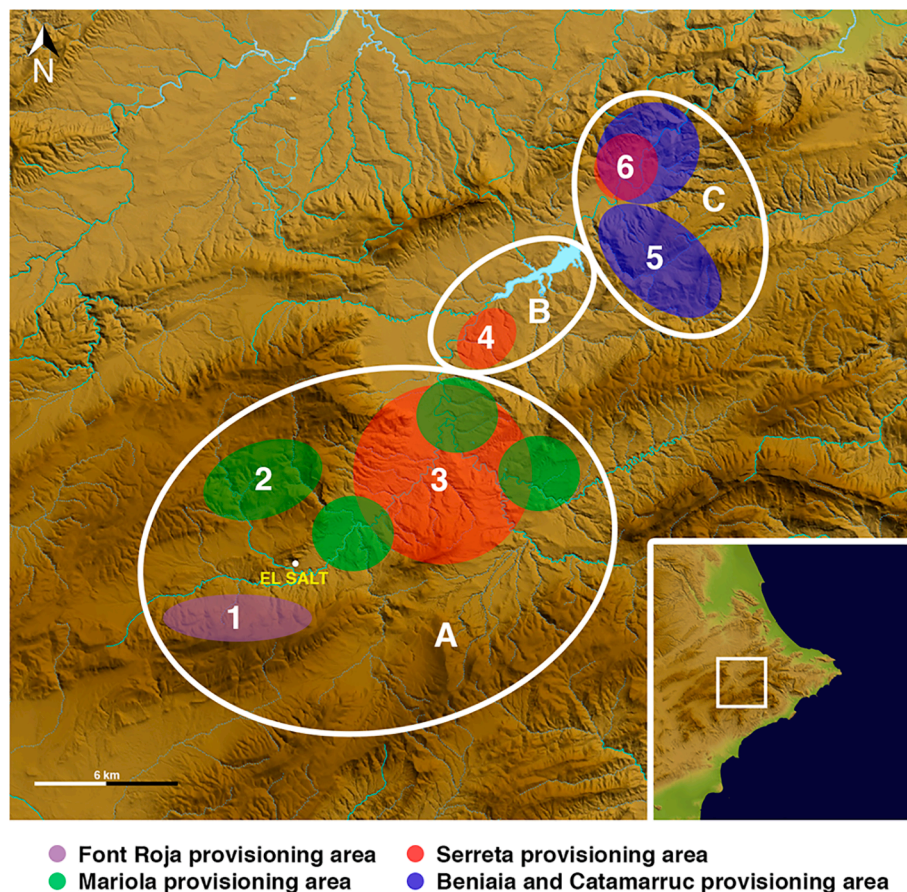 N
6
C
5
B
4
2
3
EL SALT
1
A
6 km
Font Roja provisioning area
Serreta provisioning area
Mariola provisioning area
Beniaia and Catamarruc provisioning area